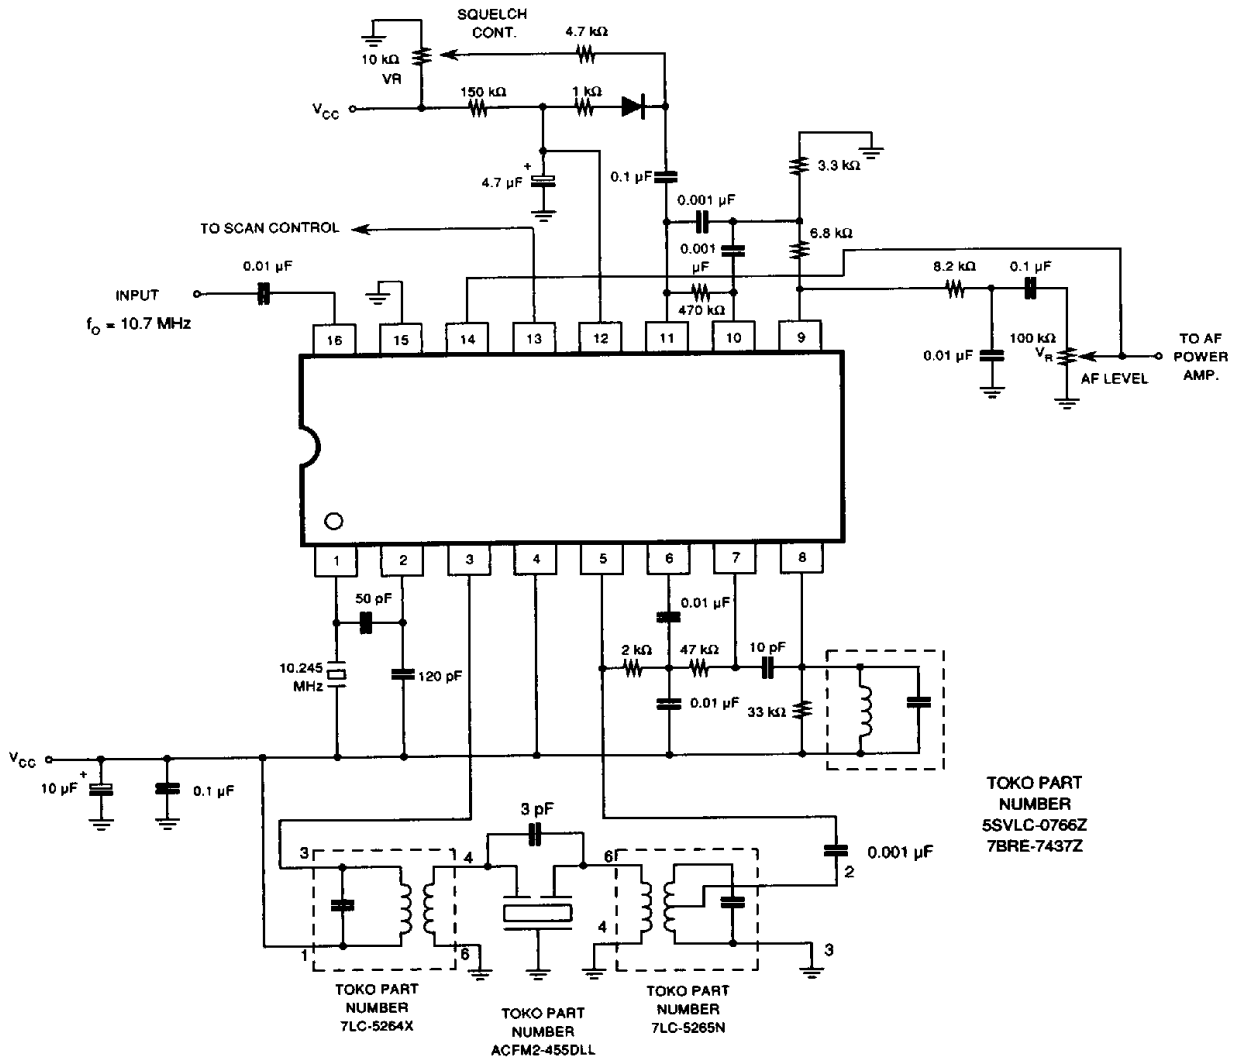 SQUELCH
CONT.
4.7 kΩ
10 kΩ
VR
VCC
150 kΩ
1 kΩ
+
4.7 µF
0.1 µF
3.3 kΩ
0.001 µF
6.8 kΩ
0.001
µF
470 kΩ
TO SCAN CONTROL
0.01 µF
INPUT
fO = 10.7 MHz
8.2 kΩ
0.1 µF
0.01 µF
100 kΩ
VR
AF LEVEL
TO AF
POWER
AMP.
16 15 14 13 12 11 10 9
1 2 3 4 5 6 7 8
50 pF
10.245
MHz
120 pF
0.01 µF
2 kΩ
47 kΩ
10 pF
0.01 µF
33 kΩ
VCC
+
10 µF
0.1 µF
TOKO PART
NUMBER
5SVLC-0766Z
7BRE-7437Z
3 pF
0.001 µF
3
4
6
2
1
6
4
3
TOKO PART
NUMBER
7LC-5264X
TOKO PART
NUMBER
ACFM2-455DLL
TOKO PART
NUMBER
7LC-5265N